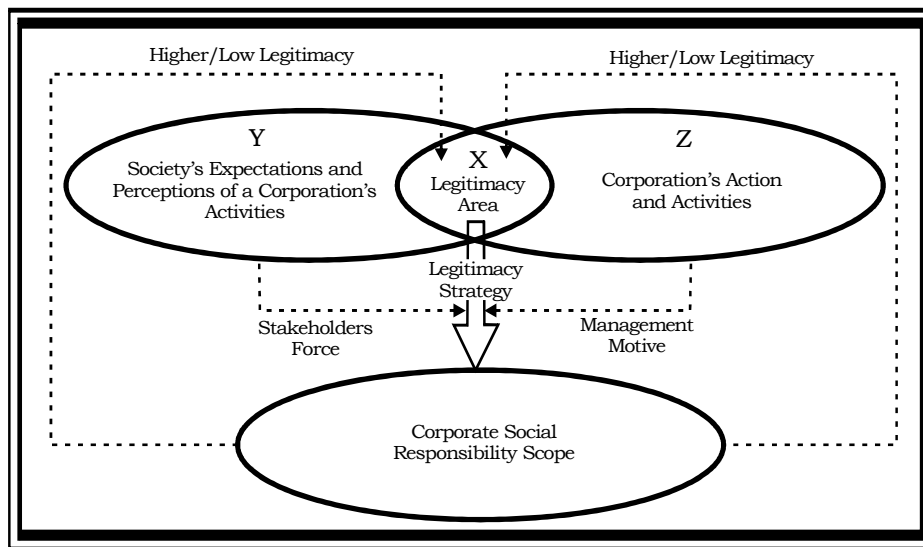 Higher/Low Legitimacy
Higher/Low Legitimacy
Y
Society's Expectations and
Perceptions of a Corporation's
Activities
X
Legitimacy
Area
Z
Corporation's Action
and Activities
Legitimacy
Strategy
Stakeholders
Force
Management
Motive
Corporate Social
Responsibility Scope